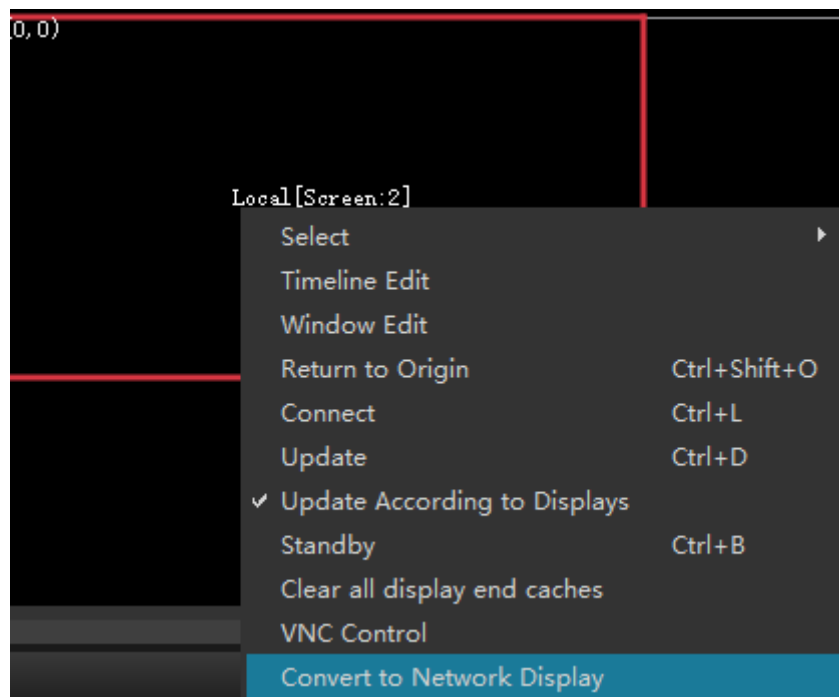 0,0)
Local[Screen:2]
Select
Timeline Edit
Window Edit
Return to Origin Ctrl+Shift+O
Connect Ctrl+L
Update Ctrl+D
Update According to Displays
Standby Ctrl+B
Clear all display end caches
VNC Control
Convert to Network Display